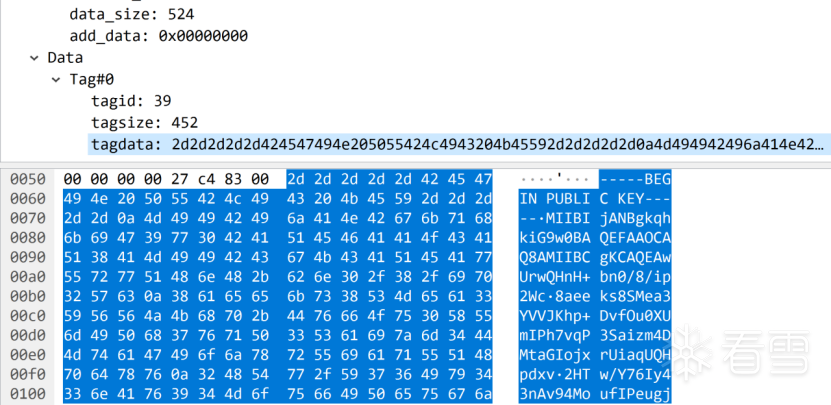 data_size: 524
add_data: 0x00000000
Data
Tag#0
tagid: 39
tagsize: 452
tagdata: 2d2d2d2d2d424547494e205055424c4943204b45592d2d2d2d2d0a4d494942496a414e42…
0050 00 00 00 00 27 c4 83 00 2d 2d 2d 2d 2d 42 45 47 ····'··· -----BEG
0060 49 4e 20 50 55 42 4c 49 43 20 4b 45 59 2d 2d 2d IN PUBLI C KEY---
0070 2d 2d 0a 4d 49 49 42 49 6a 41 4e 42 67 6b 71 68 --·MIIBI jANBgkqh
0080 6b 69 47 39 77 30 42 41 51 45 46 41 41 4f 43 41 kiG9w0BA QEFAAOCA
0090 51 38 41 4d 49 49 42 43 67 4b 43 41 51 45 41 77 Q8AMIIBC gKCAQEAw
00a0 55 72 77 51 48 6e 48 2b 62 6e 30 2f 38 2f 69 70 UrwQHnH+ bn0/8/ip
00b0 32 57 63 0a 38 61 65 65 6b 73 38 53 4d 65 61 33 2Wc·8aee ks8SMea3
00c0 59 56 56 4a 4b 68 70 2b 44 76 66 4f 75 30 58 55 YVVJKhp+ DvfOu0XU
00d0 6d 49 50 68 37 76 71 50 33 53 61 69 7a 6d 34 44 mIPh7vqP 3Saizm4D
00e0 4d 74 61 47 49 6f 6a 78 72 55 69 61 71 55 51 48 MtaGIojx rUiaqUQH
00f0 70 64 78 76 0a 32 48 54 77 2f 59 37 36 49 79 34 pdxv·2HT w/Y76Iy4
0100 33 6e 41 76 39 34 4d 6f 75 66 49 50 65 75 67 6a 3nAv94Mo ufIPeugj
看雪